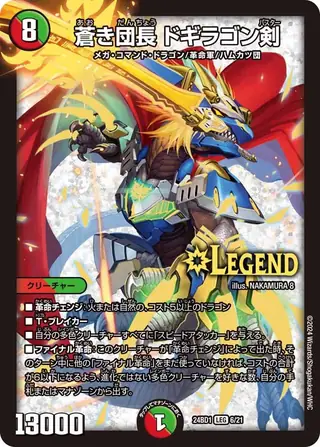 8
蒼き団長 ドギラゴン剣
あお だんちょう バスター
メガ・コマンド・ドラゴン/革命軍/ハムカツ団
LEGEND
illus. NAKAMURA 8
クリーチャー
■革命チェンジ:火または自然の、コスト5以上のドラゴン
■T・ブレイカー
■自分の多色クリーチャーすべてに「スピードアタッカー」を与える。
■ファイナル革命:このクリーチャーが「革命チェンジ」によって出た時、そ
のターン中に他の「ファイナル革命」をまだ使っていなければ、コストの合計
が6以下になるよう、進化ではない多色クリーチャーを好きな数、自分の手
札またはマナゾーンから出す。
©2024 Wizards/Shogakukan/WHC
13000
1
24BD1 LEG 6/21